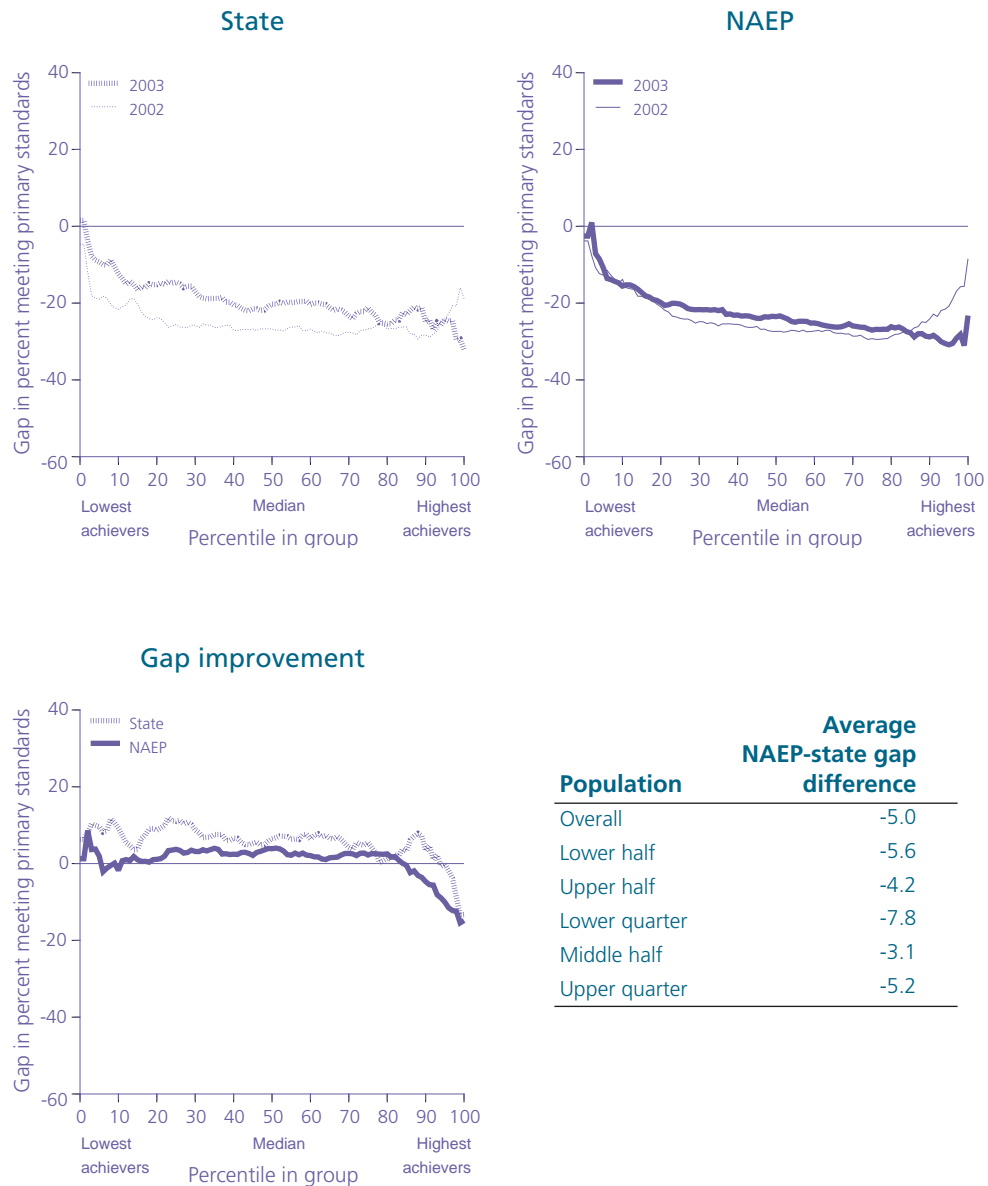 State
Gap in percent meeting primary standards
40
20
0
-20
-40
-60
2003
2002
0 10 20 30 40 50 60 70 80 90 100
Lowest achievers
Median
Highest achievers
Percentile in group
NAEP
Gap in percent meeting primary standards
40
20
0
-20
-40
-60
2003
2002
0 10 20 30 40 50 60 70 80 90 100
Lowest achievers
Median
Highest achievers
Percentile in group
Gap improvement
Gap in percent meeting primary standards
40
20
0
-20
-40
-60
State
NAEP
0 10 20 30 40 50 60 70 80 90 100
Lowest achievers
Median
Highest achievers
Percentile in group
Average
NAEP-state gap
Population difference
Overall -5.0
Lower half -5.6
Upper half -4.2
Lower quarter -7.8
Middle half -3.1
Upper quarter -5.2